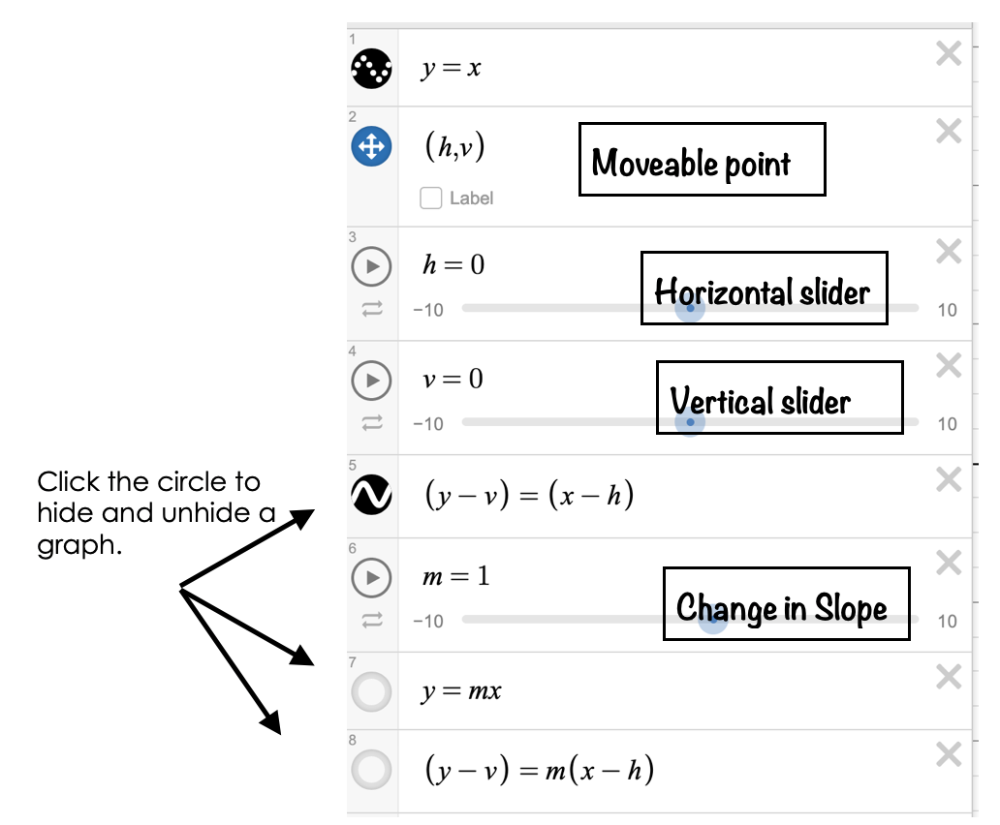 1
y = x
2
(h,v)
Moveable point
Label
3
h = 0
Horizontal slider
−10
10
4
v = 0
Vertical slider
−10
10
Click the circle to
hide and unhide a
graph.
5
(y − v) = (x − h)
6
m = 1
Change in Slope
−10
10
7
y = mx
8
(y − v) = m(x − h)